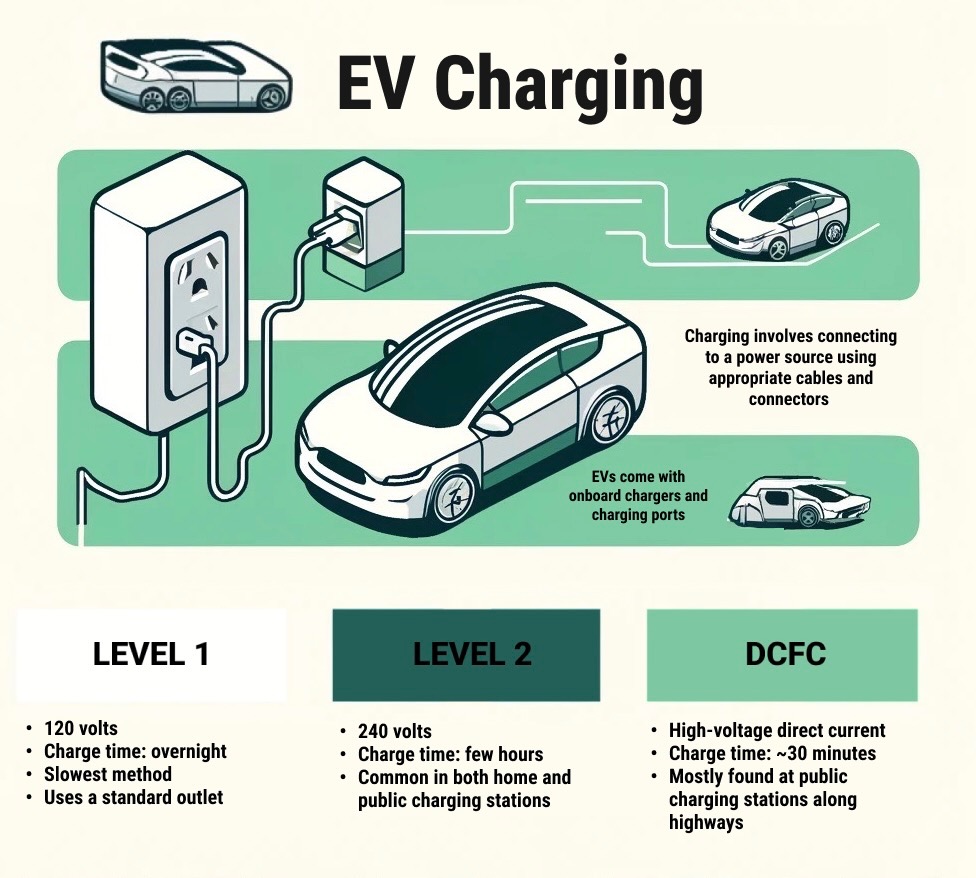 EV Charging
Charging involves connecting
to a power source using
appropriate cables and
connectors
EVs come with
onboard chargers and
charging ports
LEVEL 1
• 120 volts
• Charge time: overnight
• Slowest method
• Uses a standard outlet
LEVEL 2
• 240 volts
• Charge time: few hours
• Common in both home and
public charging stations
DCFC
• High-voltage direct current
• Charge time: ~30 minutes
• Mostly found at public
charging stations along
highways